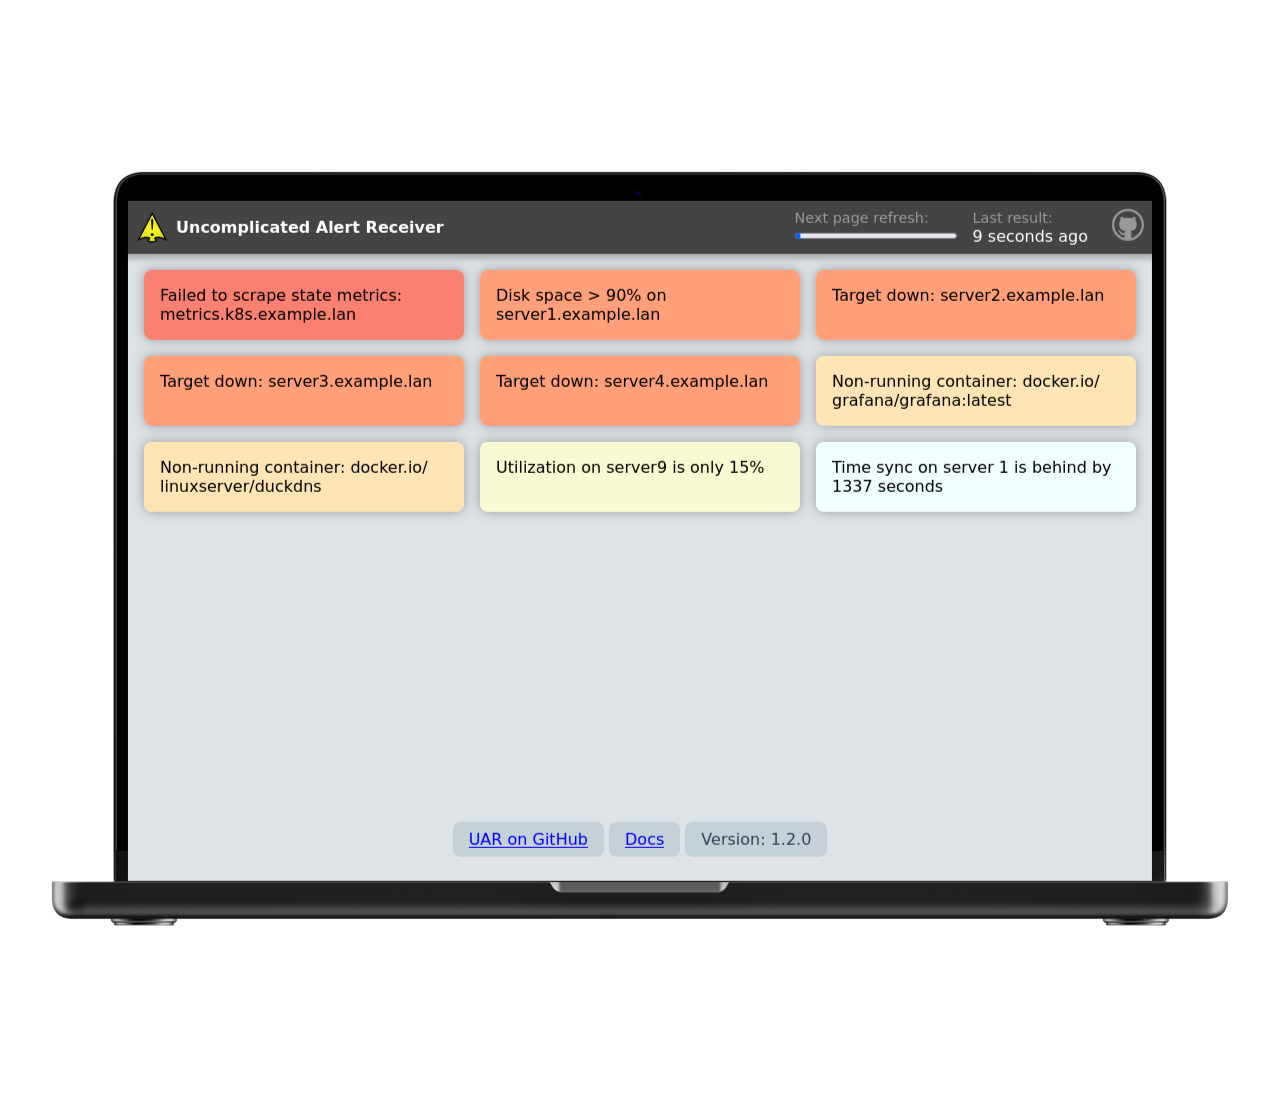 Uncomplicated Alert Receiver
Next page refresh:
Last result:
9 seconds ago
Failed to scrape state metrics:
metrics.k8s.example.lan
Disk space > 90% on
server1.example.lan
Target down: server2.example.lan
Target down: server3.example.lan
Target down: server4.example.lan
Non-running container: docker.io/
grafana/grafana:latest
Non-running container: docker.io/
linuxserver/duckdns
Utilization on server9 is only 15%
Time sync on server 1 is behind by
1337 seconds
UAR on GitHub
Docs
Version: 1.2.0